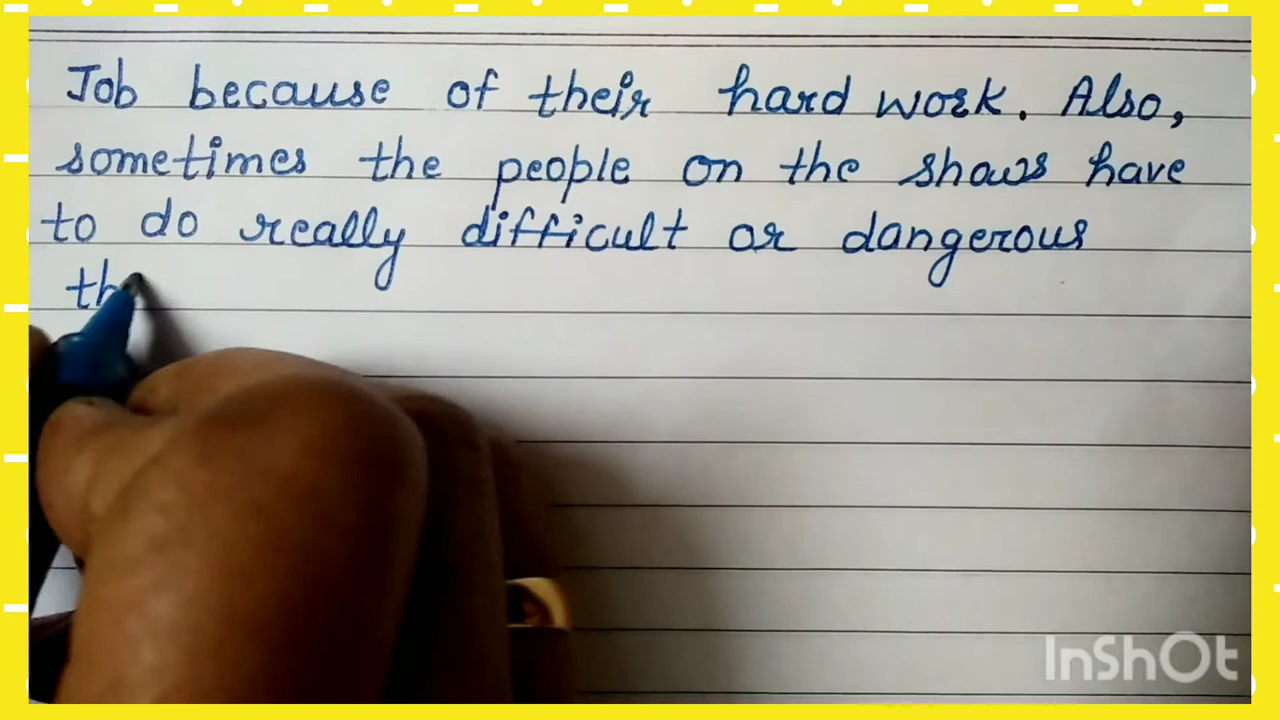 Job because of their hard work. Also,
sometimes the people on the shows have
to do really difficult or dangerous
th
InShOt